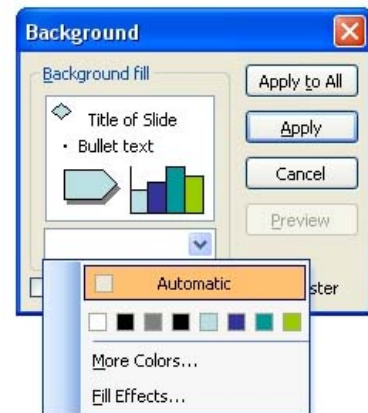 Background
Background fill
Apply to All
Title of Slide
Bullet text
Apply
Cancel
Preview
Automatic
ster
More Colors...
Fill Effects...